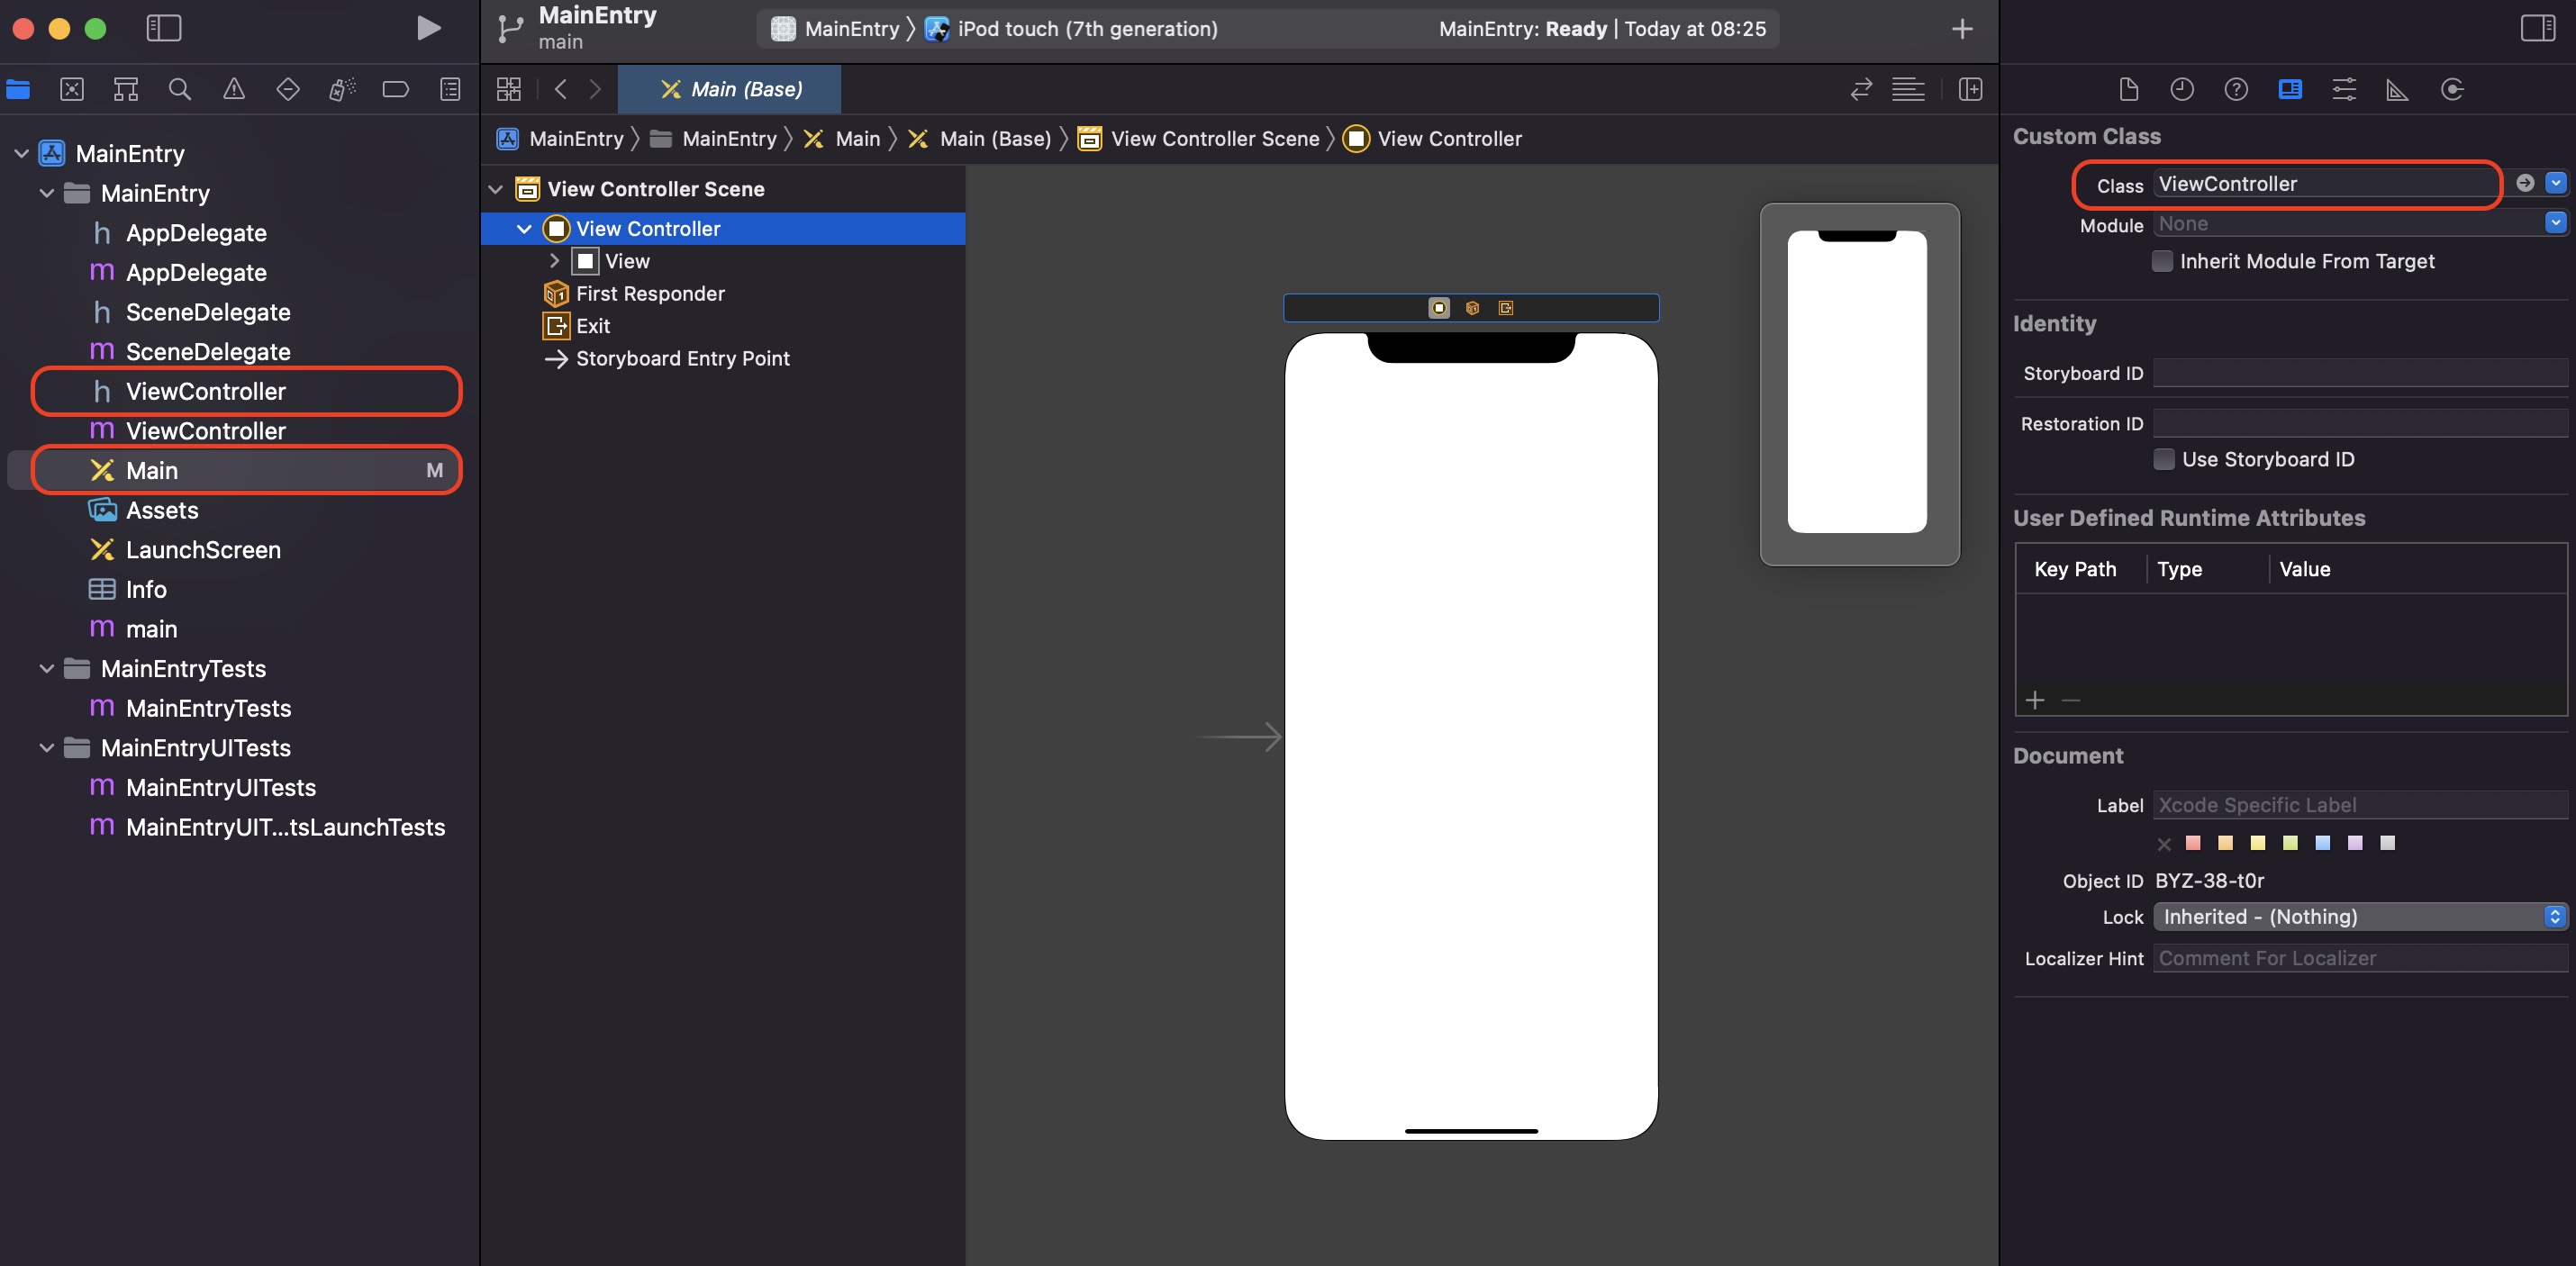 MainEntry
main
MainEntry
iPod touch (7th generation)
MainEntry: Ready | Today at 08:25
Main (Base)
MainEntry
MainEntry
AppDelegate
AppDelegate
SceneDelegate
SceneDelegate
ViewController
ViewController
Main
M
Assets
LaunchScreen
Info
main
MainEntryTests
MainEntryTests
MainEntryUITests
MainEntryUITests
MainEntryUIT...tsLaunchTests
MainEntry
MainEntry
Main
Main (Base)
View Controller Scene
View Controller
View Controller Scene
View Controller
View
First Responder
Exit
Storyboard Entry Point
Custom Class
Class ViewController
Module None
Inherit Module From Target
Identity
Storyboard ID
Restoration ID
Use Storyboard ID
User Defined Runtime Attributes
Key Path Type Value
Document
Label Xcode Specific Label
Object ID BYZ-38-t0r
Lock Inherited - (Nothing)
Localizer Hint Comment For Localizer